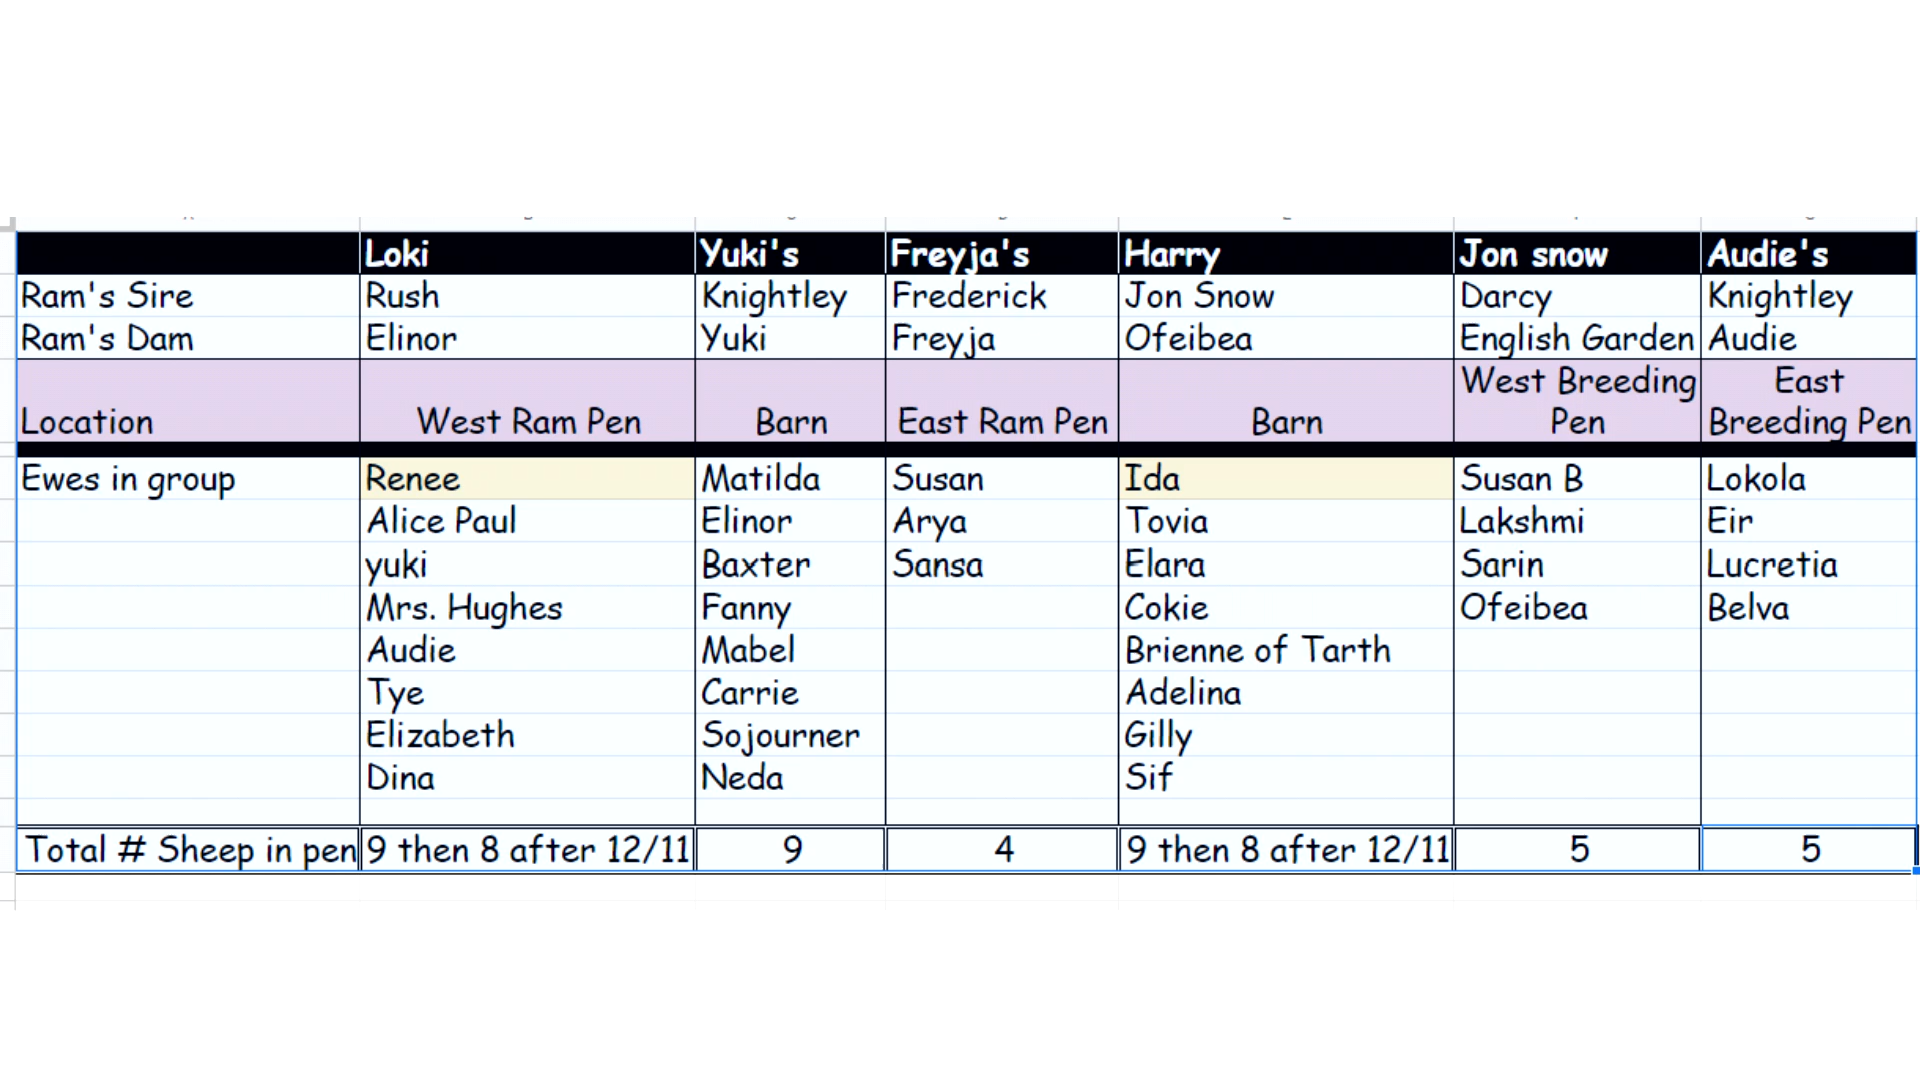 Loki Yuki's Freyja's Harry Jon snow Audie's
Ram's Sire Rush Knightley Frederick Jon Snow Darcy Knightley
Ram's Dam Elinor Yuki Freyja Ofeibea English Garden Audie
Location West Ram Pen Barn East Ram Pen Barn West Breeding Pen East Breeding Pen
Ewes in group Renee Matilda Susan Ida Susan B Lokola
Alice Paul Elinor Arya Tovia Lakshmi Eir
yuki Baxter Sansa Elara Sarin Lucretia
Mrs. Hughes Fanny Cokie Ofeibea Belva
Audie Mabel Brienne of Tarth
Tye Carrie Adelina
Elizabeth Sojourner Gilly
Dina Neda Sif
Total # Sheep in pen 9 then 8 after 12/11 9 4 9 then 8 after 12/11 5 5